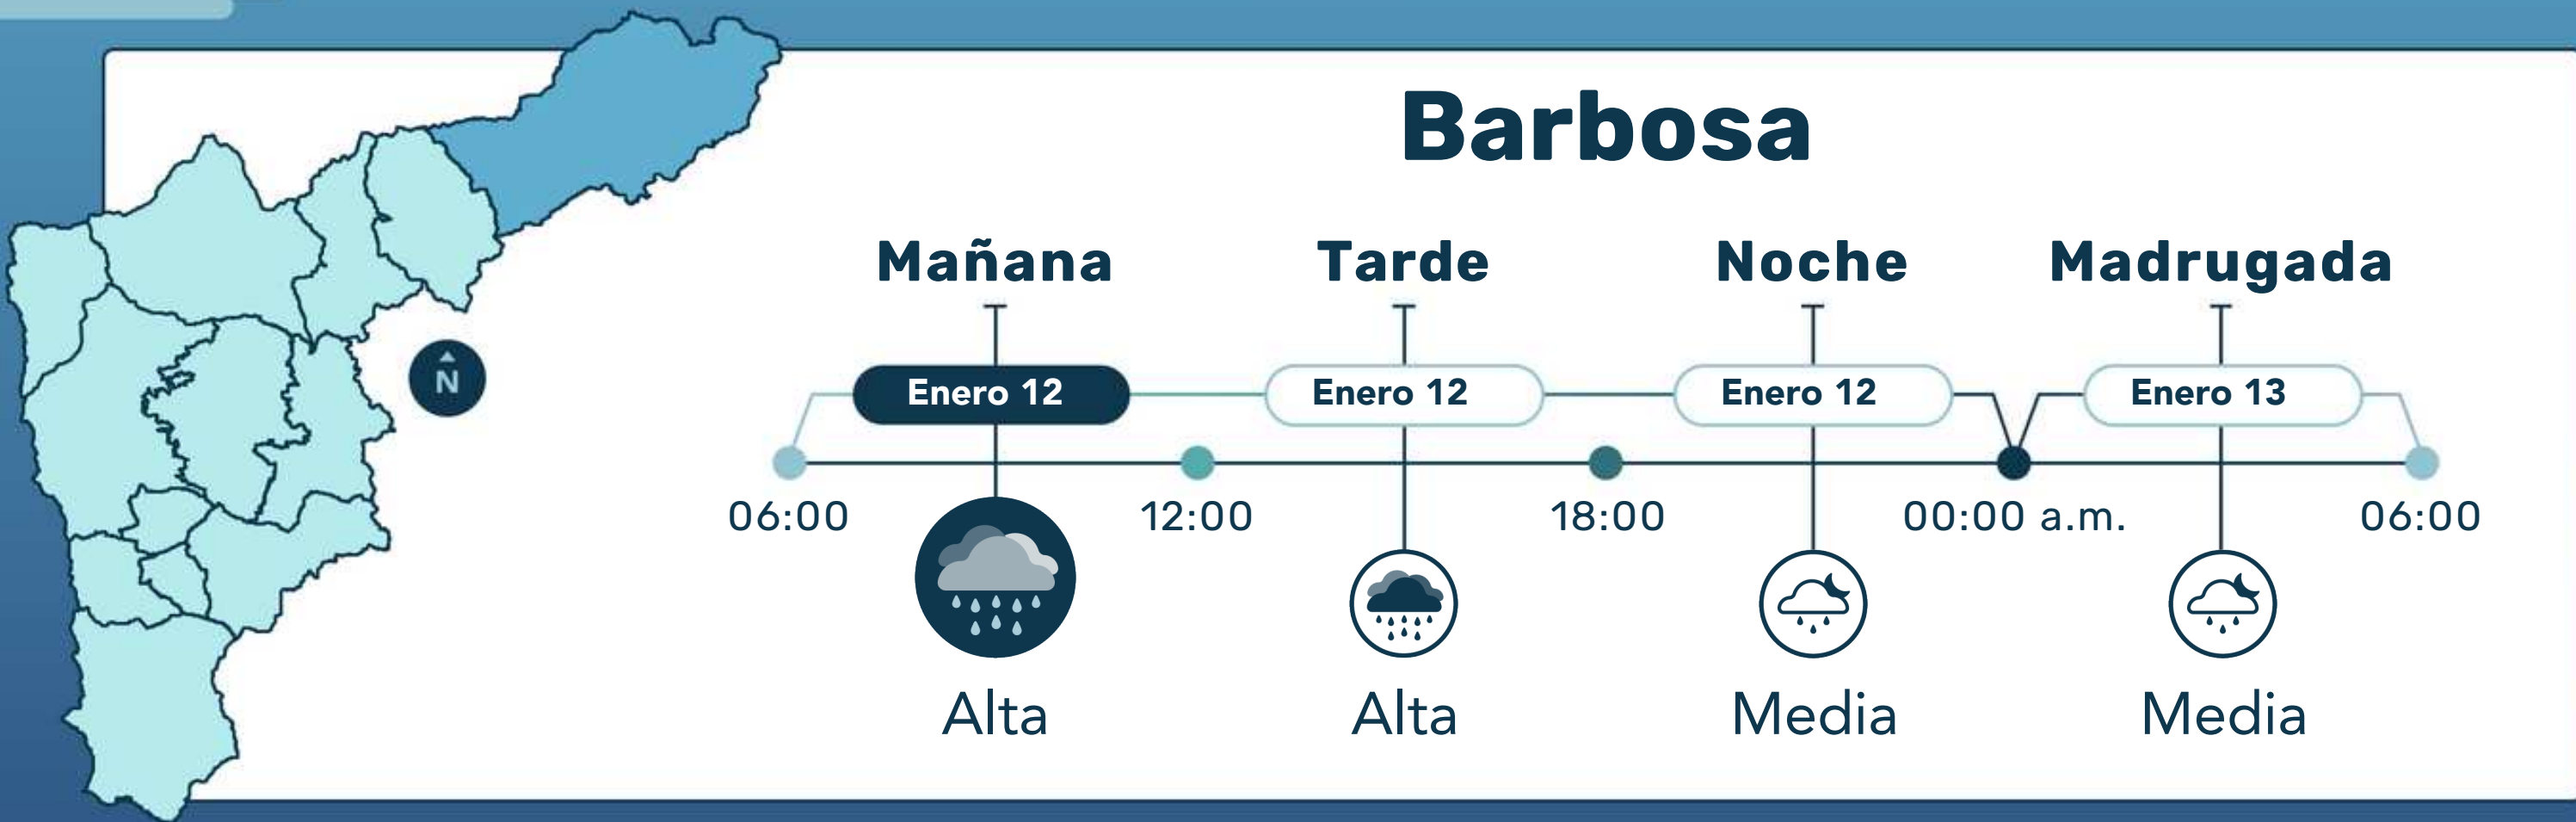 Barbosa
Mañana Tarde Noche Madrugada
Enero 12 Enero 12 Enero 12 Enero 13
N
06:00 12:00 18:00 00:00 a.m. 06:00
Alta Alta Media Media